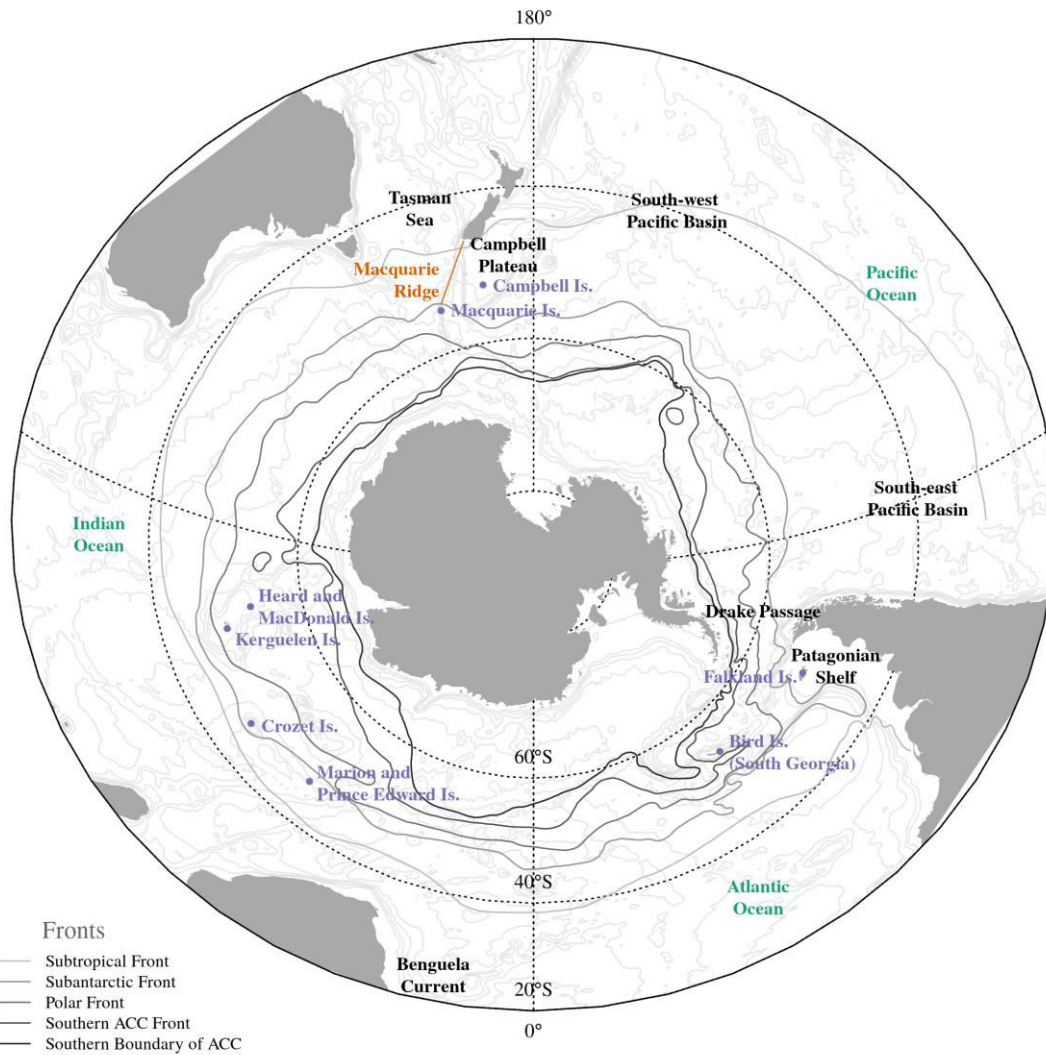 180°
Tasman
Sea
South-west
Pacific Basin
Campbell
Plateau
Macquarie
Ridge
Campbell Is.
Macquarie Is.
Pacific
Ocean
South-east
Pacific Basin
Indian
Ocean
Heard and
MacDonald Is.
Kerguelen Is.
Drake Passage
Patagonian
Shelf
Falkland Is.
Crozet Is.
Bird Is.
(South Georgia)
Marion and
Prince Edward Is.
60°S
40°S
Atlantic
Ocean
Benguela
Current
20°S
0°
Fronts
Subtropical Front
Subantarctic Front
Polar Front
Southern ACC Front
Southern Boundary of ACC